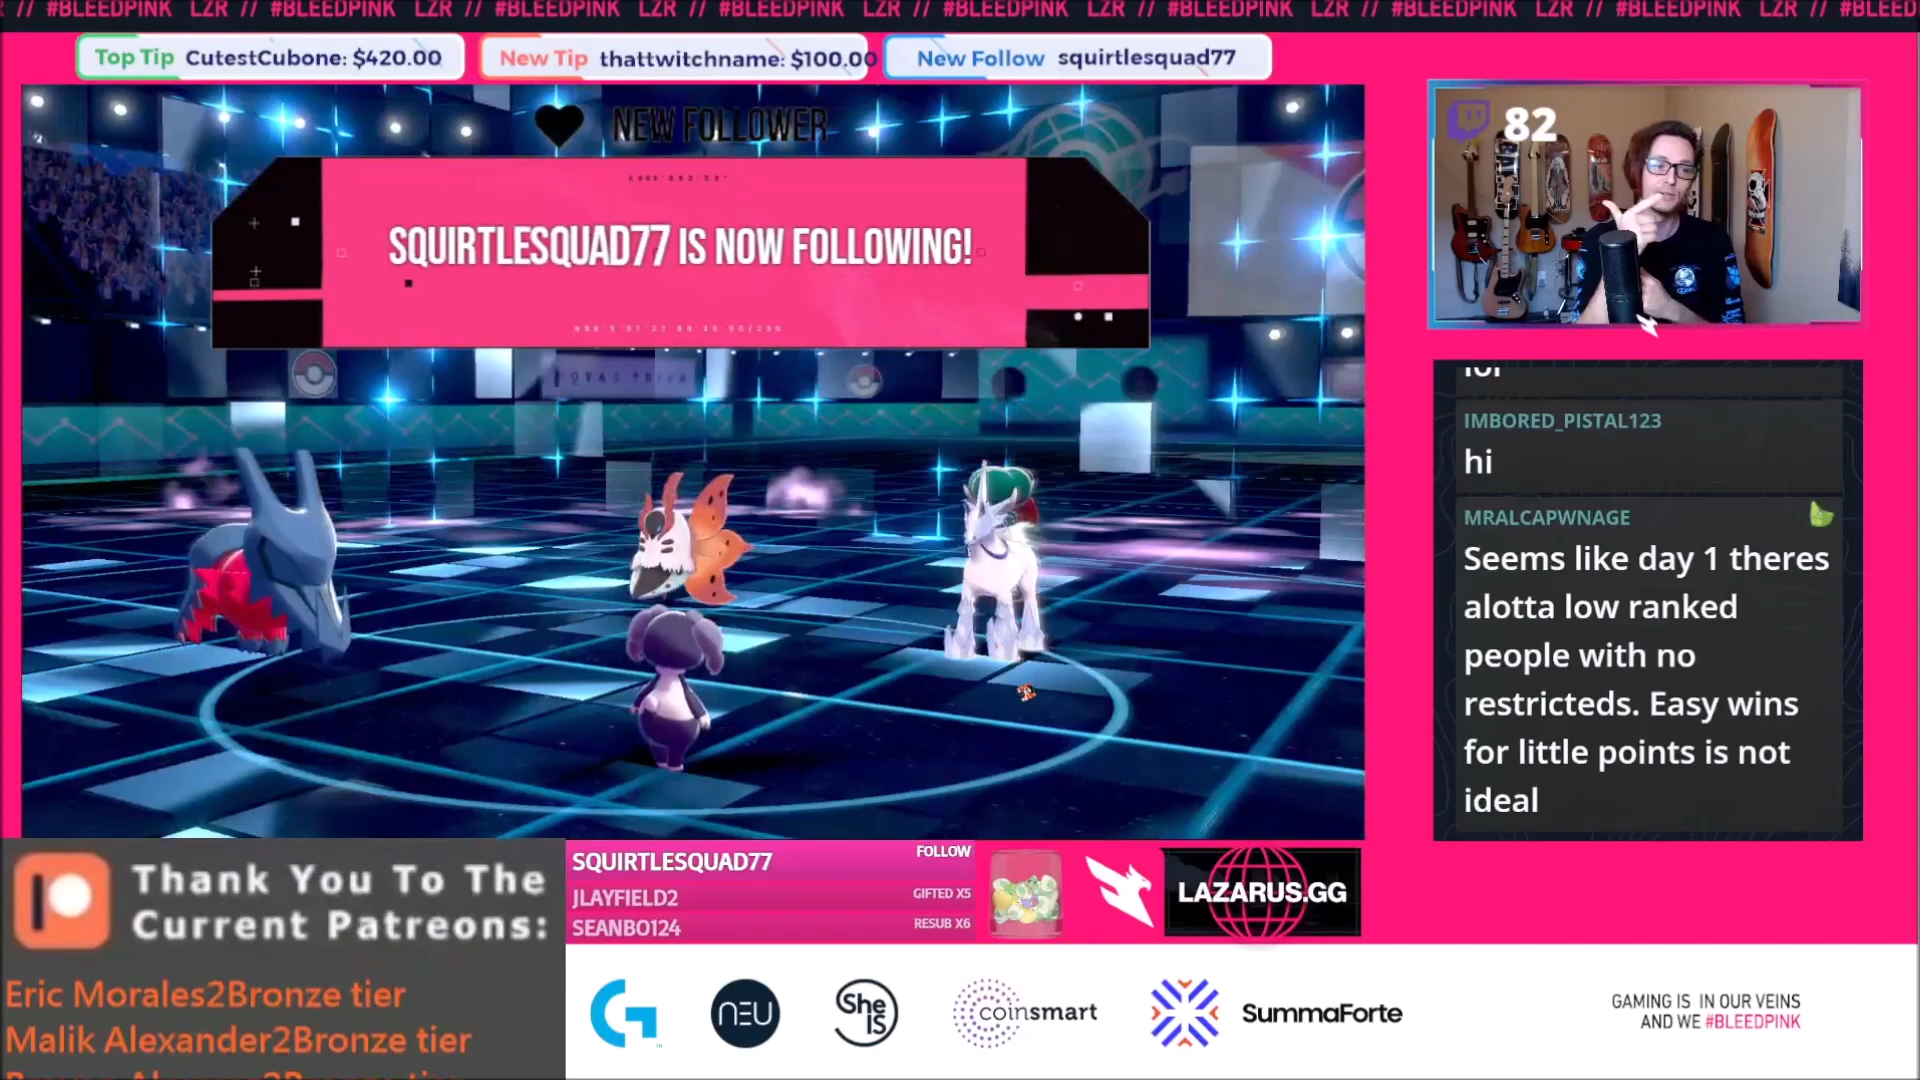 // #BLEEDPINK LZR // #BLEEDPINK LZR // #BLEEDPINK LZR // #BLEEDPINK LZR // #BLEEDPINK LZR // #BLEEDPINK LZR // #BLEEDPINK LZR // #BLEEDPINK LZR // #BLEED
Top Tip CutestCubone: $420.00
New Tip thattwitchname: $100.00
New Follow squirtlesquad77
NEW FOLLOWER
SQUIRTLESQUAD77 IS NOW FOLLOWING!
82
lol
IMBORED_PISTAL123
hi
MRALCAPWNAGE
Seems like day 1 theres
alotta low ranked
people with no
restricteds. Easy wins
for little points is not
ideal
Thank You To The
Current Patreons:
Eric Morales2Bronze tier
Malik Alexander2Bronze tier
SQUIRTLESQUAD77 FOLLOW
JLAYFIELD2 GIFTED X5
SEANBO124 RESUB X6
LAZARUS.GG
G
NEU
She
IS
coinsmart
SummaForte
GAMING IS IN OUR VEINS
AND WE #BLEEDPINK